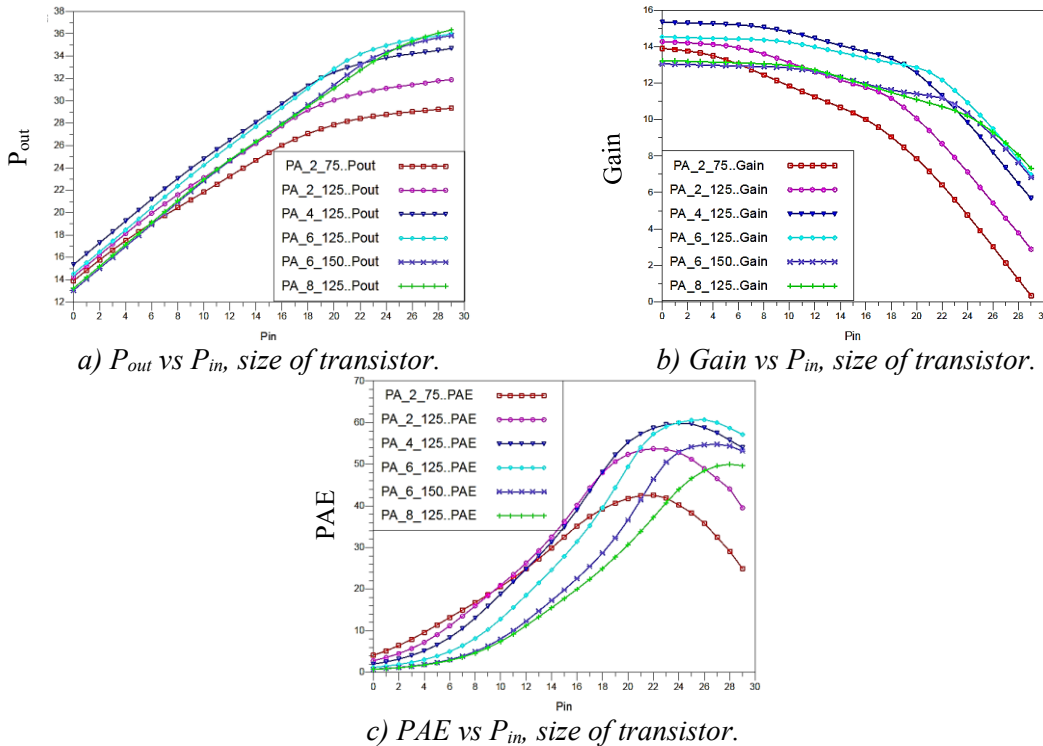 38
36
34
32
30
28
26
24
22
20
18
16
14
12
P_out
PA_2_75..Pout
PA_2_125..Pout
PA_4_125..Pout
PA_6_125..Pout
PA_6_150..Pout
PA_8_125..Pout
0 2 4 6 8 10 12 14 16 18 20 22 24 26 28 30
Pin
a) P_out vs P_in, size of transistor.
16
14
12
10
8
6
4
2
0
Gain
PA_2_75..Gain
PA_2_125..Gain
PA_4_125..Gain
PA_6_125..Gain
PA_6_150..Gain
PA_8_125..Gain
0 2 4 6 8 10 12 14 16 18 20 22 24 26 28 30
Pin
b) Gain vs P_in, size of transistor.
70
60
50
40
30
20
10
0
PAE
PA_2_75..PAE
PA_2_125..PAE
PA_4_125..PAE
PA_6_125..PAE
PA_6_150..PAE
PA_8_125..PAE
0 2 4 6 8 10 12 14 16 18 20 22 24 26 28 30
Pin
c) PAE vs P_in, size of transistor.